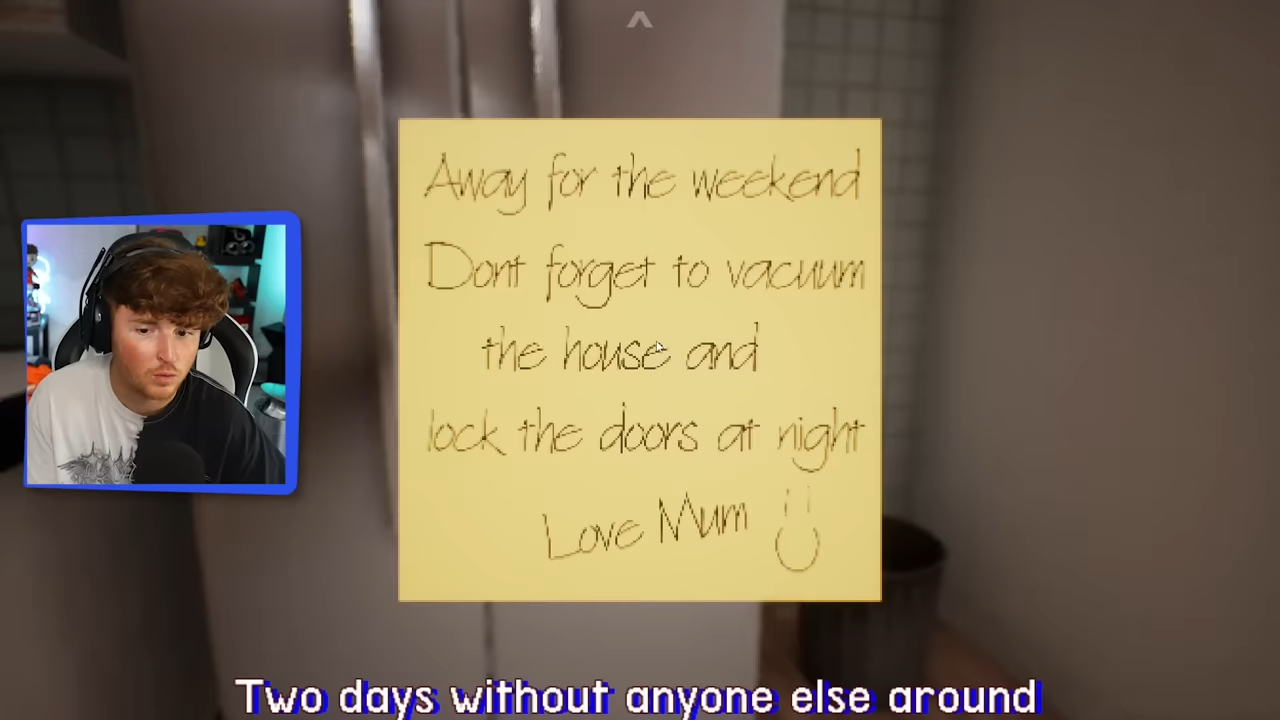 Away for the weekend
Dont forget to vacuum
the house and
lock the doors at night
Love Mum
Two days without anyone else around